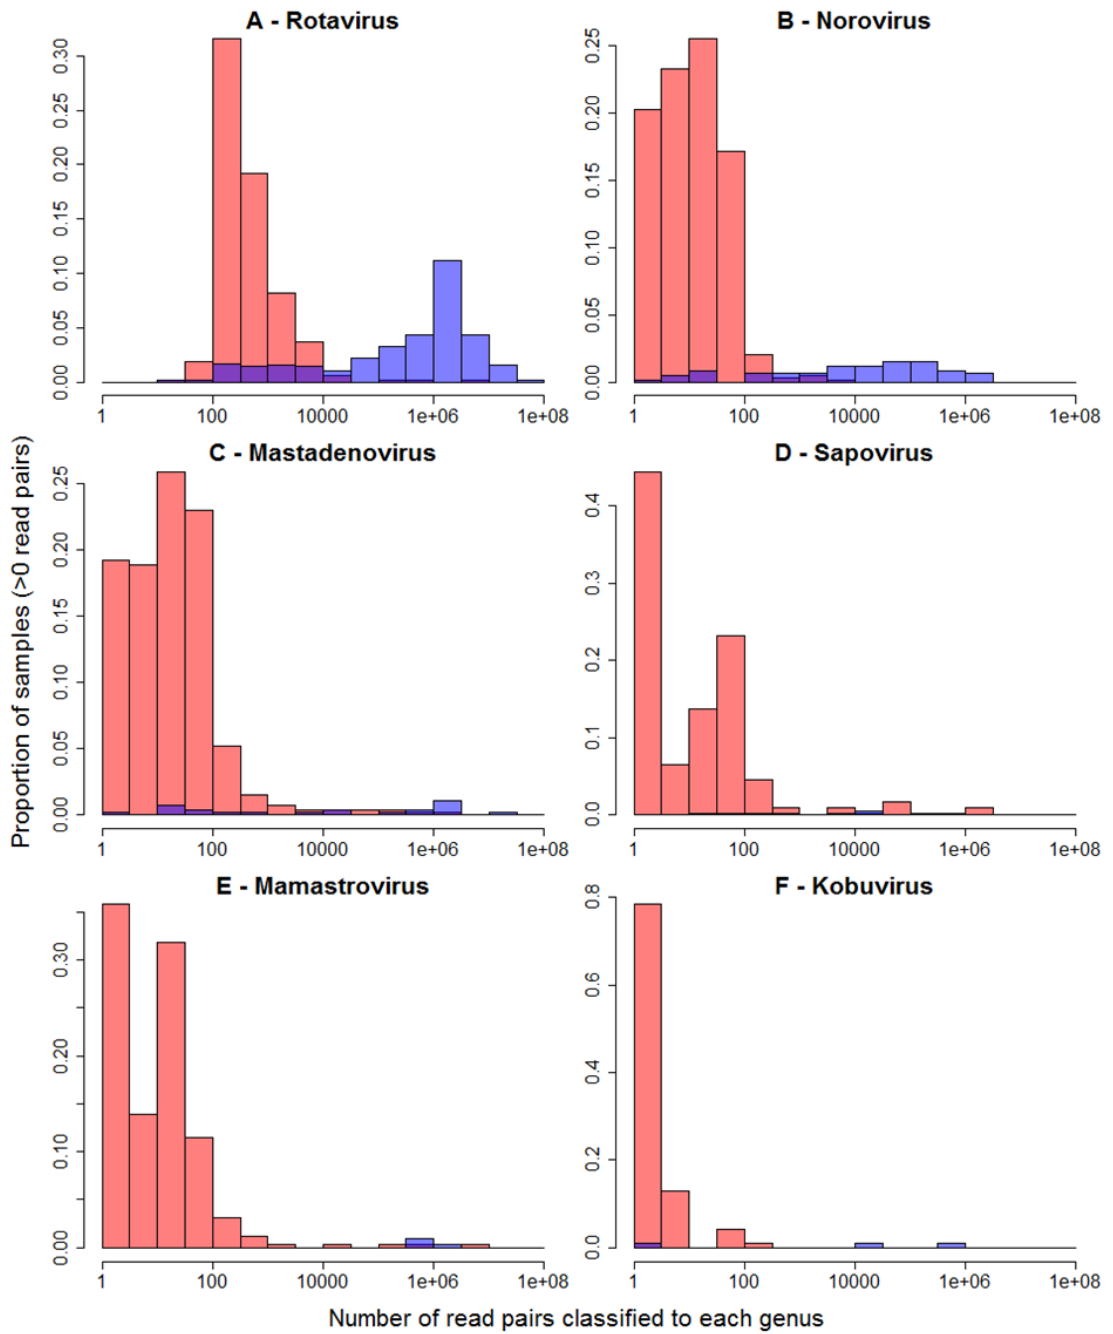 A - Rotavirus
0.00 0.05 0.10 0.15 0.20 0.25 0.30
1 100 10000 1e+06 1e+08
B - Norovirus
0.00 0.05 0.10 0.15 0.20 0.25
1 100 10000 1e+06 1e+08
C - Mastadenovirus
0.00 0.05 0.10 0.15 0.20 0.25
1 100 10000 1e+06 1e+08
D - Sapovirus
0.0 0.1 0.2 0.3 0.4
1 100 10000 1e+06 1e+08
E - Mamastrovirus
0.00 0.10 0.20 0.30
1 100 10000 1e+06 1e+08
F - Kobuvirus
0.0 0.2 0.4 0.6 0.8
1 100 10000 1e+06 1e+08
Proportion of samples (>0 read pairs)
Number of read pairs classified to each genus